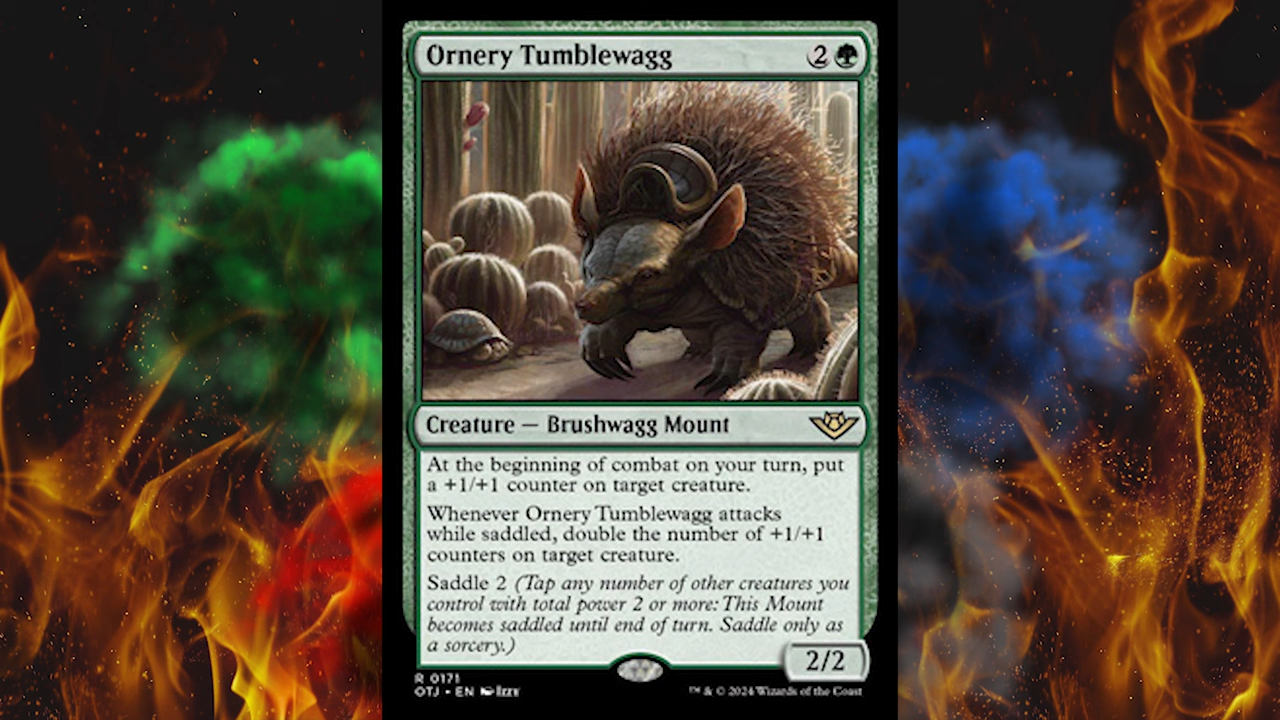 Ornery Tumblewagg 2
Creature — Brushwagg Mount
At the beginning of combat on your turn, put
a +1/+1 counter on target creature.
Whenever Ornery Tumblewagg attacks
while saddled, double the number of +1/+1
counters on target creature.
Saddle 2 (Tap any number of other creatures you
control with total power 2 or more: This Mount
becomes saddled until end of turn. Saddle only as
a sorcery.)
2/2
R 0171
OTJ • EN Izzy
™ & © 2024 Wizards of the Coast